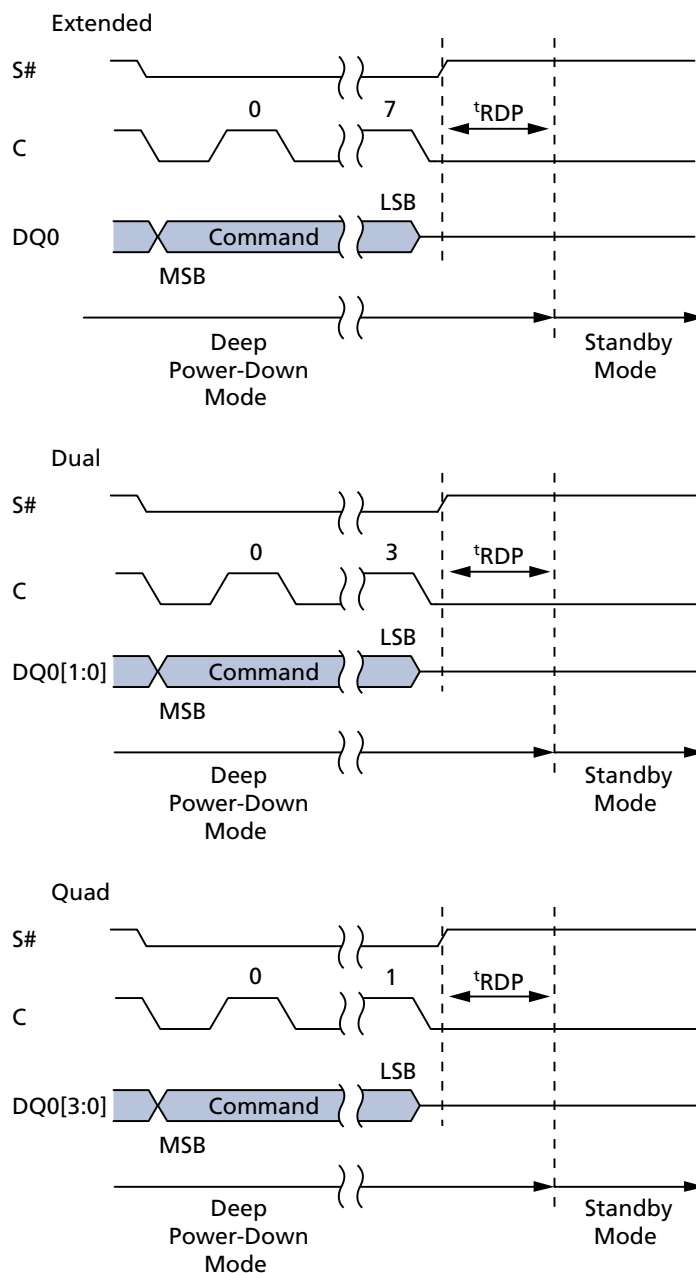 Extended
S#
tRDP
0 7
C
LSB
DQ0 Command
MSB
Deep
Power-Down
Mode
Standby
Mode
Dual
S#
0 3 tRDP
C
LSB
DQ0[1:0] Command
MSB
Deep
Power-Down
Mode
Standby
Mode
Quad
S#
0 1 tRDP
C
LSB
DQ0[3:0] Command
MSB
Deep
Power-Down
Mode
Standby
Mode